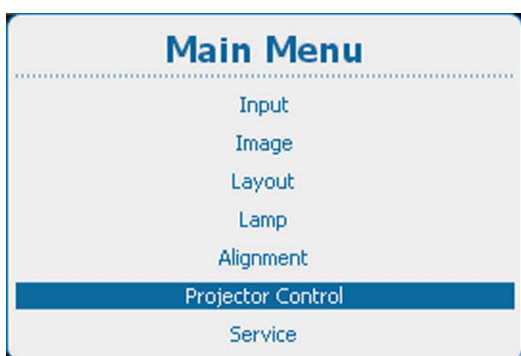 Main Menu
Input
Image
Layout
Lamp
Alignment
Projector Control
Service